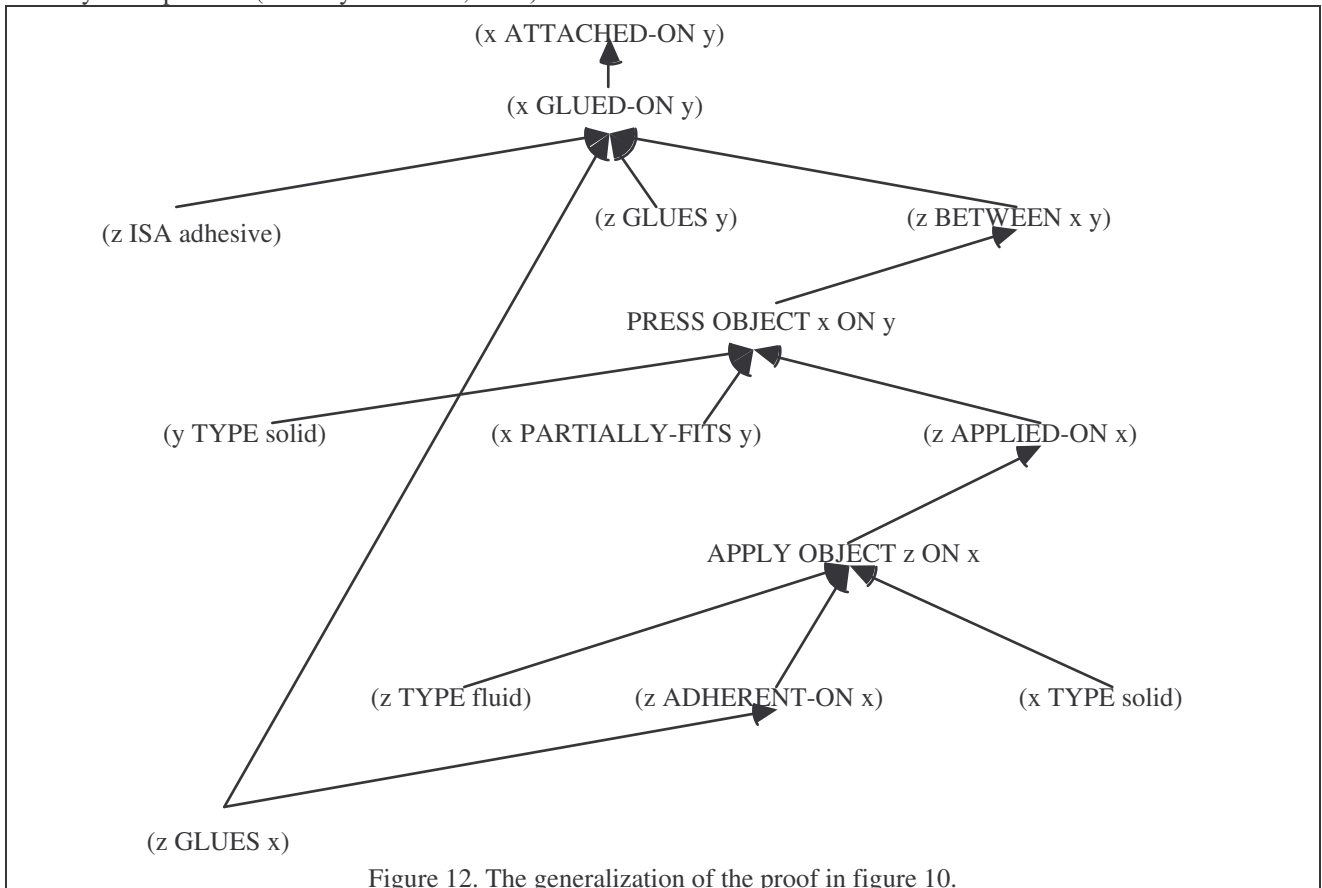 (x ATTACHED-ON y)
(x GLUED-ON y)
(z ISA adhesive)
(z GLUES y)
(z BETWEEN x y)
PRESS OBJECT x ON y
(y TYPE solid)
(x PARTIALLY-FITS y)
(z APPLIED-ON x)
APPLY OBJECT z ON x
(z TYPE fluid)
(z ADHERENT-ON x)
(x TYPE solid)
(z GLUES x)
Figure 12. The generalization of the proof in figure 10.